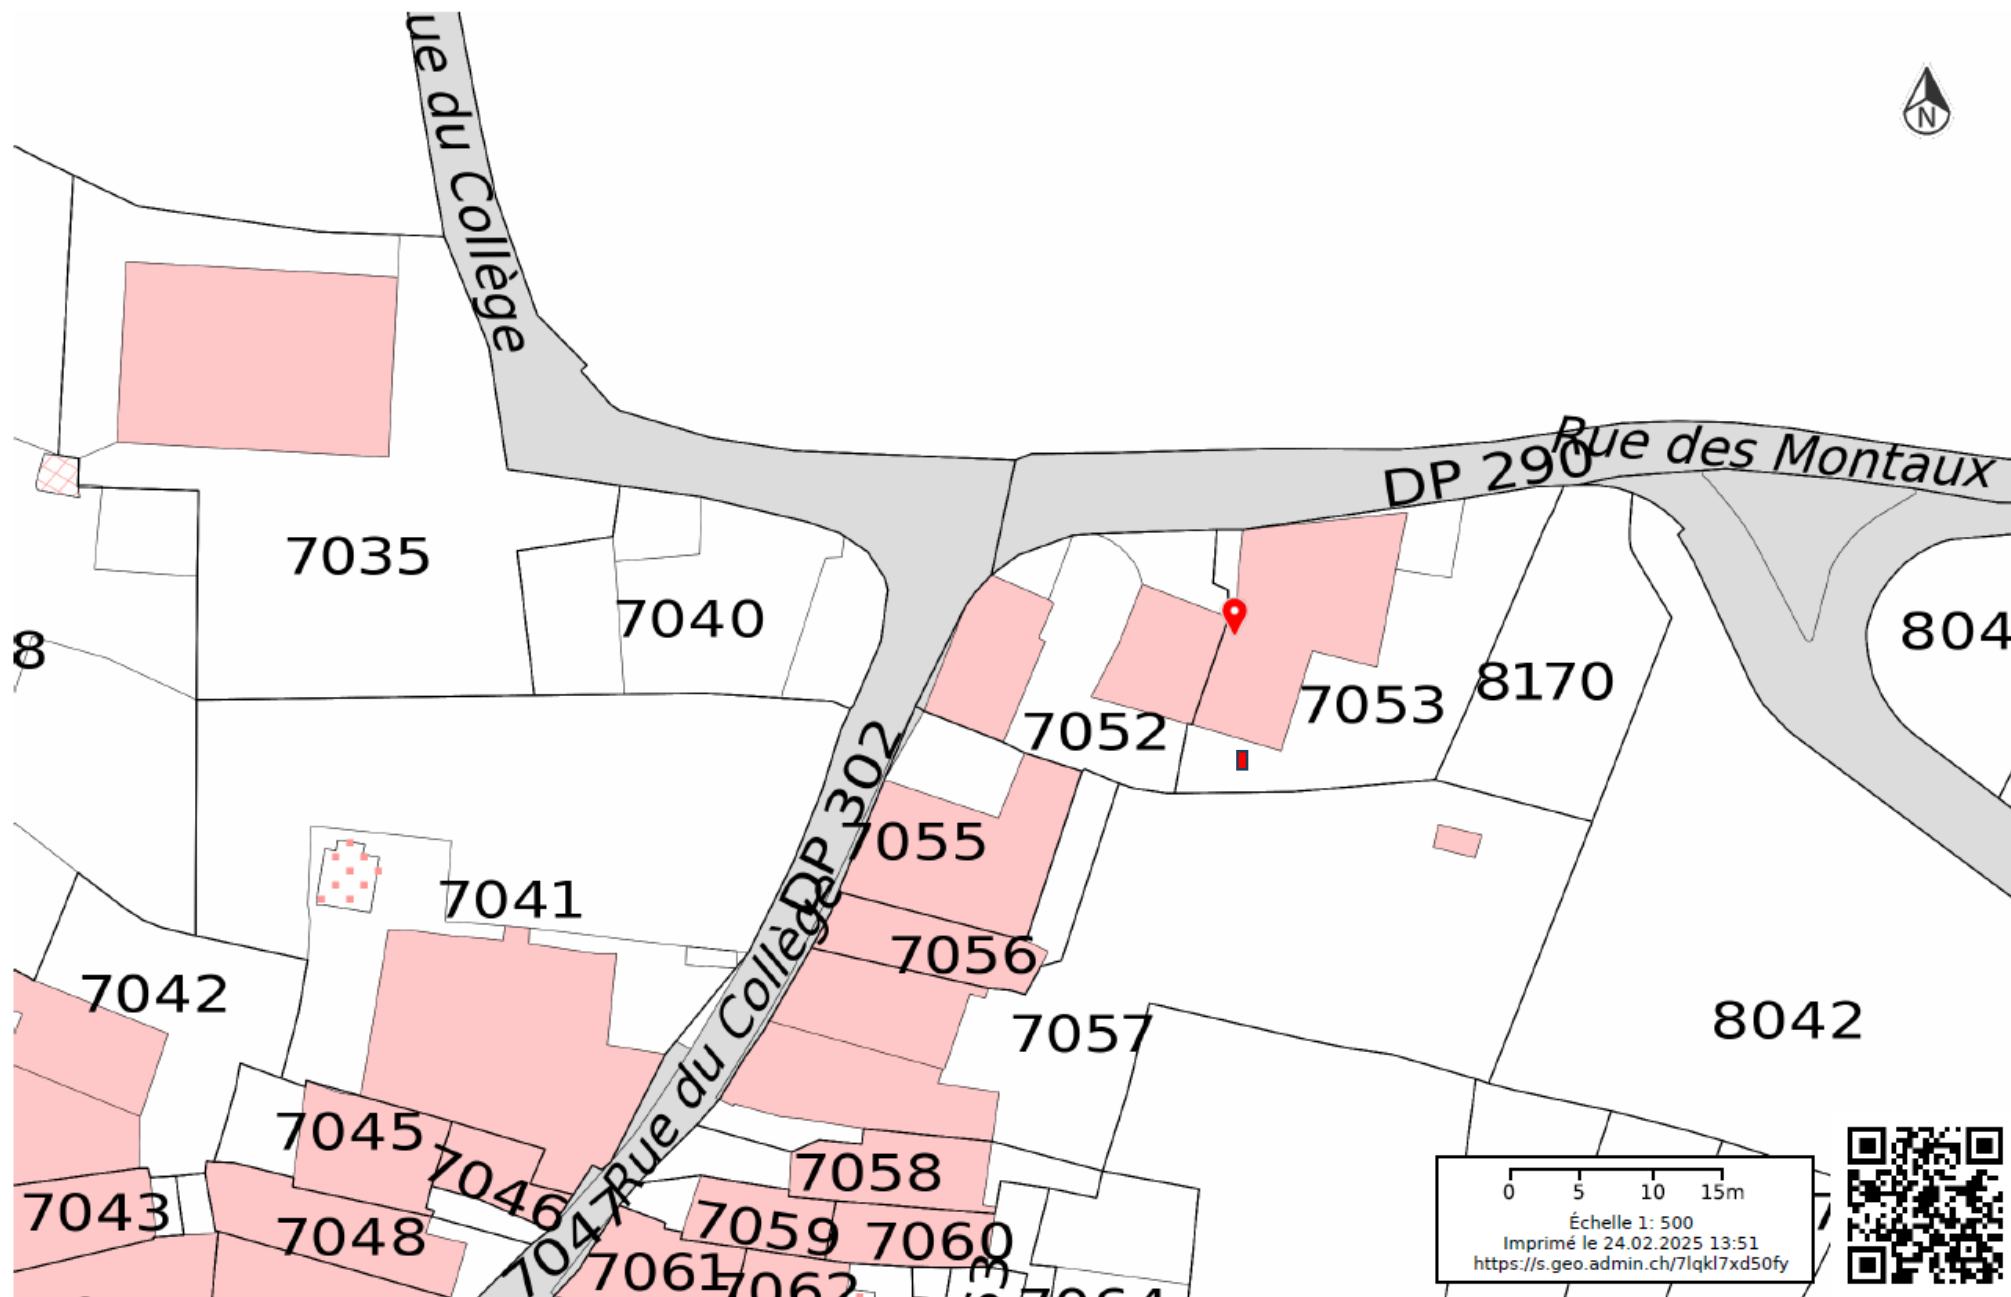 Rue du Collège
N
Rue des Montaux
DP 290
7035
7040
804
8
8170
7053
7052
DP 302
7055
7041
7056
7042
Rue du Collège
8042
7057
7045
7046
7058
7043
7048
7047
7059
7060
7061
7062
0 5 10 15m
Échelle 1: 500
Imprimé le 24.02.2025 13:51
https://s.geo.admin.ch/7lqkl7xd50fy